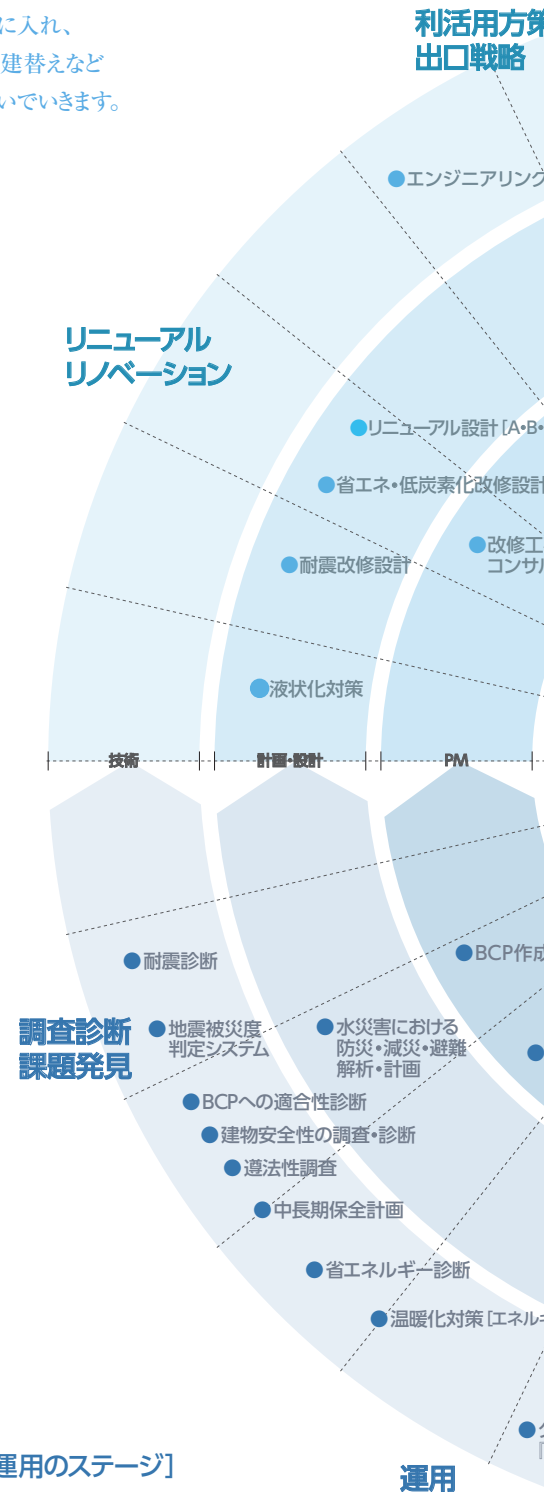 に入れ、
建替えなど
いでいきます。
利活用方策
出口戦略
●エンジニアリング
リニューアル
リノベーション
●リニューアル設計［A・B・
●省エネ・低炭素化改修設計
●改修工
コンサル
●耐震改修設計
●液状化対策
技術
計画・設計
PM
●BCP作成
●耐震診断
調査診断
課題発見
●地震被災度
判定システム
●水災害における
防災・減災・避難
解析・計画
●BCPへの適合性診断
●建物安全性の調査・診断
●遵法性調査
●中長期保全計画
●省エネルギー診断
●温暖化対策［エネルギ
運用のステージ］
運用